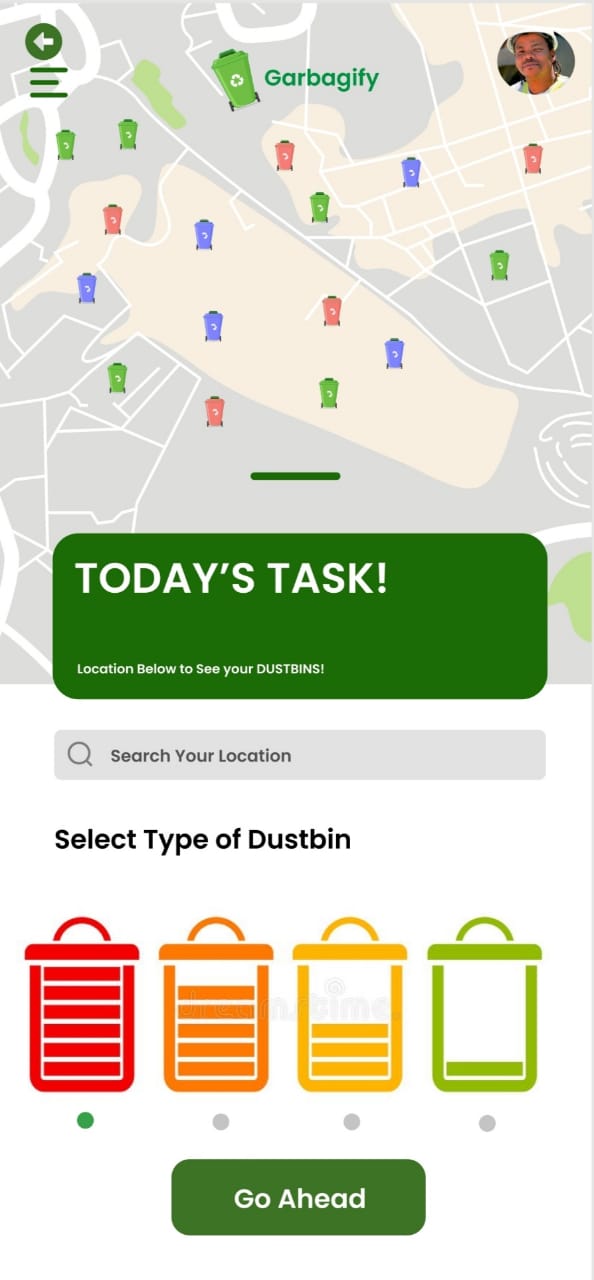 Garbagify
TODAY’S TASK!
Location Below to See your DUSTBINS!
Search Your Location
Select Type of Dustbin
dreamstime.
Go Ahead